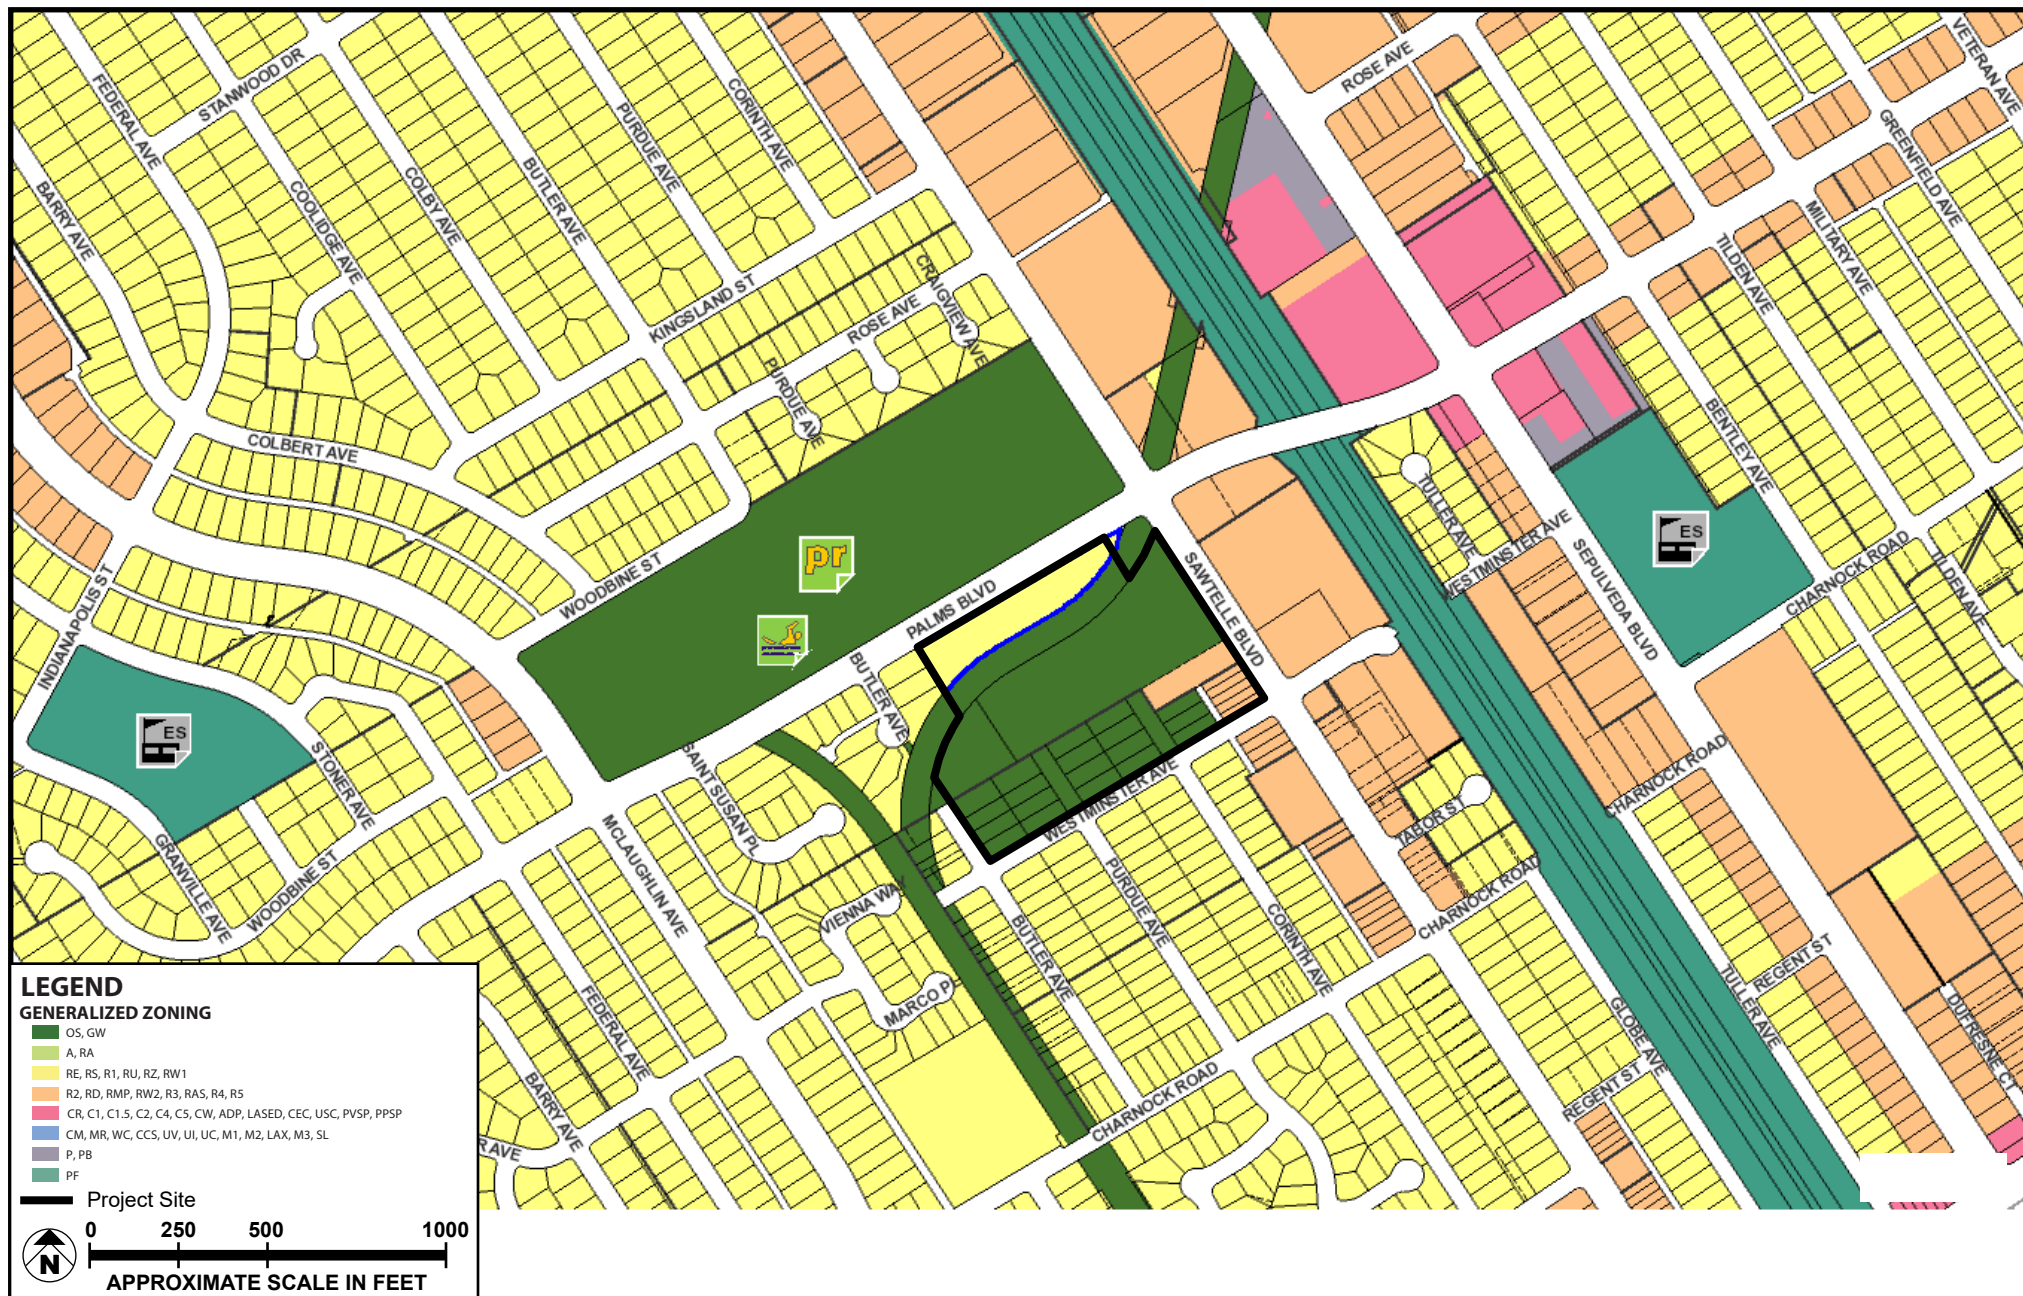 FEDERAL AVE
STANWOOD DR
CORINTH AVE
PURDUE AVE
BUTLER AVE
COLBY AVE
COOLIDGE AVE
BARRY AVE
ROSE AVE
VETERAN AVE
GREENFIELD AVE
MILITARY AVE
TILDEN AVE
KINGSLAND ST
CRAIGVIEW AVE
ROSE AVE
PURDUE AVE
COLBERT AVE
BENTLEY AVE
TULLER AVE
WESTMINSTER AVE
SEPULVEDA BLVD
ES
CHARNOCK ROAD
TILDEN AVE
pr
WOODBINE ST
PALMS BLVD
SAWTELLE BLVD
INDIANAPOLIS ST
BUTLER AVE
ES
STONER AVE
SAINT SUSAN PL
WESTMINSTER AVE
CHARNOCK ROAD
TABOR ST
GRANVILLE AVE
WOODBINE ST
MCLAUGHLIN AVE
VIENNA WAY
PURDUE AVE
CHARNOCK ROAD
BUTLER AVE
CORINTH AVE
REGENT ST
TULLER AVE
MARCO P
FEDERAL AVE
GLOBE AVE
DUFRESNE CT
BARRY AVE
CHARNOCK ROAD
REGENT ST
R AVE
LEGEND
GENERALIZED ZONING
OS, GW
A, RA
RE, RS, R1, RU, RZ, RW1
R2, RD, RMP, RW2, R3, RAS, R4, R5
CR, C1, C1.5, C2, C4, C5, CW, ADP, LASED, CEC, USC, PVSP, PPSP
CM, MR, WC, CCS, UV, UI, UC, M1, M2, LAX, M3, SL
P, PB
PF
Project Site
0 250 500 1000
N
APPROXIMATE SCALE IN FEET